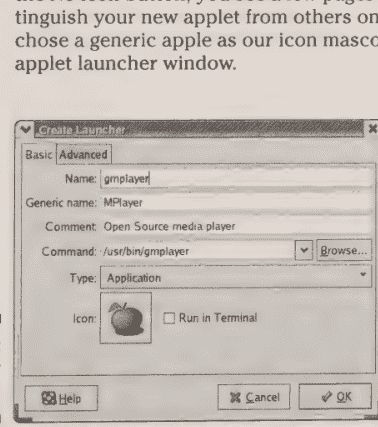 tinguish your new applet from others on
chose a generic apple as our icon masco
applet launcher window.
Create Launcher
Basic Advanced
Name: gmplayer
Generic name: MPlayer
Comment: Open Source media player
Command: /usr/bin/gmplayer Browse...
Type: Application
Icon: Run in Terminal
Help Cancel OK